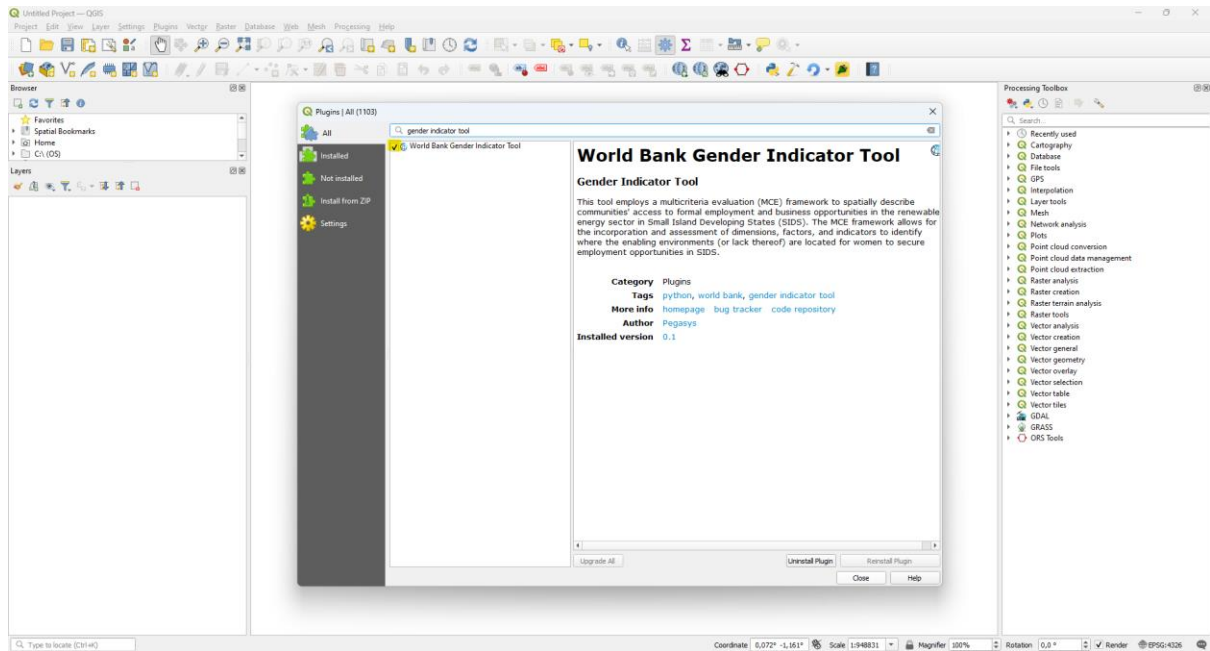 Untitled Project — QGIS
Project Edit View Layer Settings Plugins Vector Raster Database Web Mesh Processing Help
Browser
Favorites
Spatial Bookmarks
Home
C:\ (OS)
Layers
Plugins | All (1103)
All
Installed
Not installed
Install from ZIP
Settings
gender indicator tool
World Bank Gender Indicator Tool
World Bank Gender Indicator Tool
Gender Indicator Tool
This tool employs a multicriteria evaluation (MCE) framework to spatially describe
communities' access to formal employment and business opportunities in the renewable
energy sector in Small Island Developing States (SIDS). The MCE framework allows for
the incorporation and assessment of dimensions, factors, and indicators to identify
where the enabling environments (or lack thereof) are located for women to secure
employment opportunities in SIDS.
Category Plugins
Tags python, world bank, gender indicator tool
More info homepage bug tracker code repository
Author Pegasys
Installed version 0.1
Upgrade All
Uninstall Plugin
Reinstall Plugin
Close
Help
Processing Toolbox
Search...
Recently used
Cartography
Database
File tools
GPS
Interpolation
Layer tools
Mesh
Network analysis
Plots
Point cloud conversion
Point cloud data management
Point cloud extraction
Raster analysis
Raster creation
Raster terrain analysis
Raster tools
Vector analysis
Vector creation
Vector general
Vector geometry
Vector overlay
Vector selection
Vector table
Vector tiles
GDAL
GRASS
ORS Tools
Type to locate (Ctrl+K)
Coordinate 0,072° -1,161° Scale 1:948831 Magnifier 100% Rotation 0,0 ° Render EPSG:4326